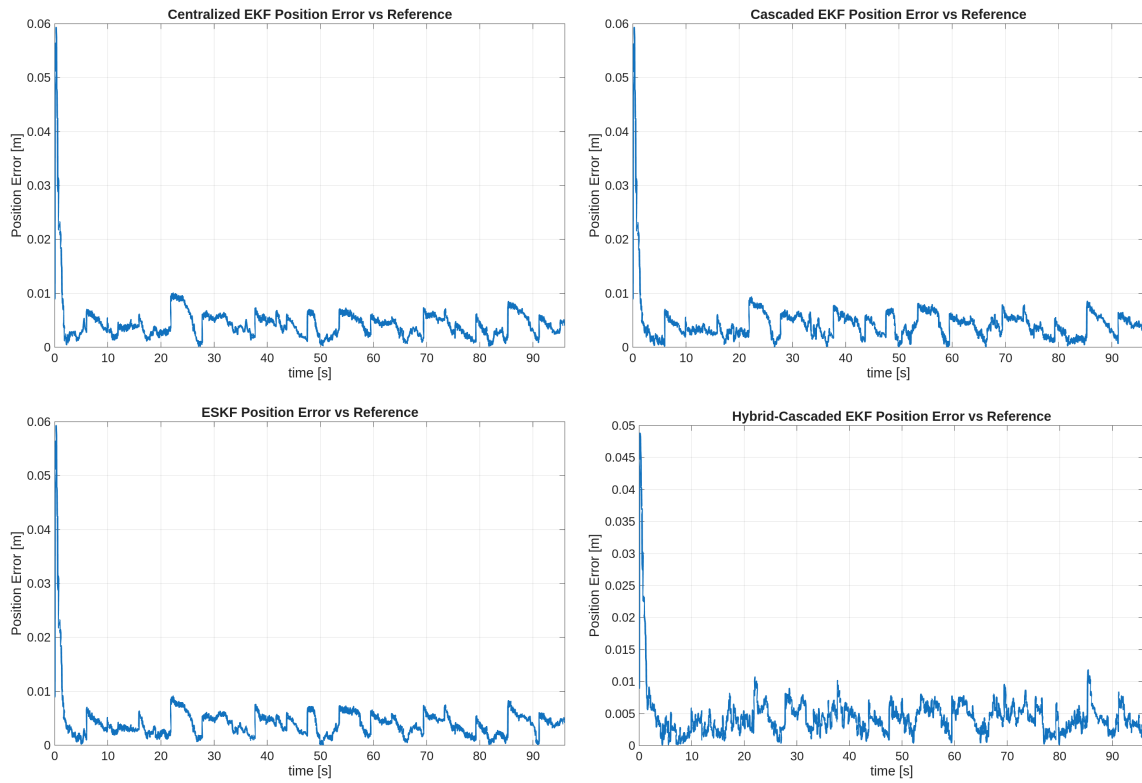 Centralized EKF Position Error vs Reference
0.06
0.05
0.04
0.03
0.02
0.01
0
Position Error [m]
0 10 20 30 40 50 60 70 80 90
time [s]
Cascaded EKF Position Error vs Reference
0.06
0.05
0.04
0.03
0.02
0.01
0
Position Error [m]
0 10 20 30 40 50 60 70 80 90
time [s]
ESKF Position Error vs Reference
0.06
0.05
0.04
0.03
0.02
0.01
0
Position Error [m]
0 10 20 30 40 50 60 70 80 90
time [s]
Hybrid-Cascaded EKF Position Error vs Reference
0.05
0.045
0.04
0.035
0.03
0.025
0.02
0.015
0.01
0.005
0
Position Error [m]
0 10 20 30 40 50 60 70 80 90
time [s]